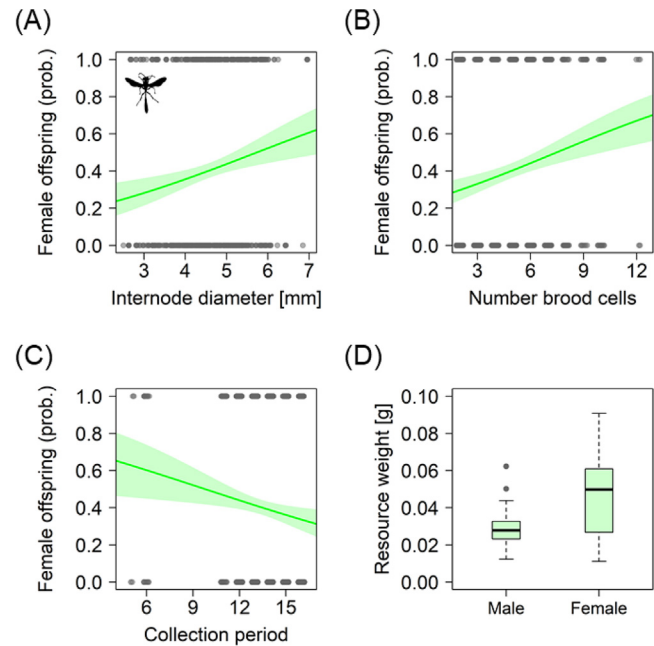 (A)
Female offspring (prob.)
1.0
0.8
0.6
0.4
0.2
0.0
3 4 5 6 7
Internode diameter [mm]
(B)
Female offspring (prob.)
1.0
0.8
0.6
0.4
0.2
0.0
3 6 9 12
Number brood cells
(C)
Female offspring (prob.)
1.0
0.8
0.6
0.4
0.2
0.0
6 9 12 15
Collection period
(D)
Resource weight [g]
0.10
0.08
0.06
0.04
0.02
0.00
Male Female